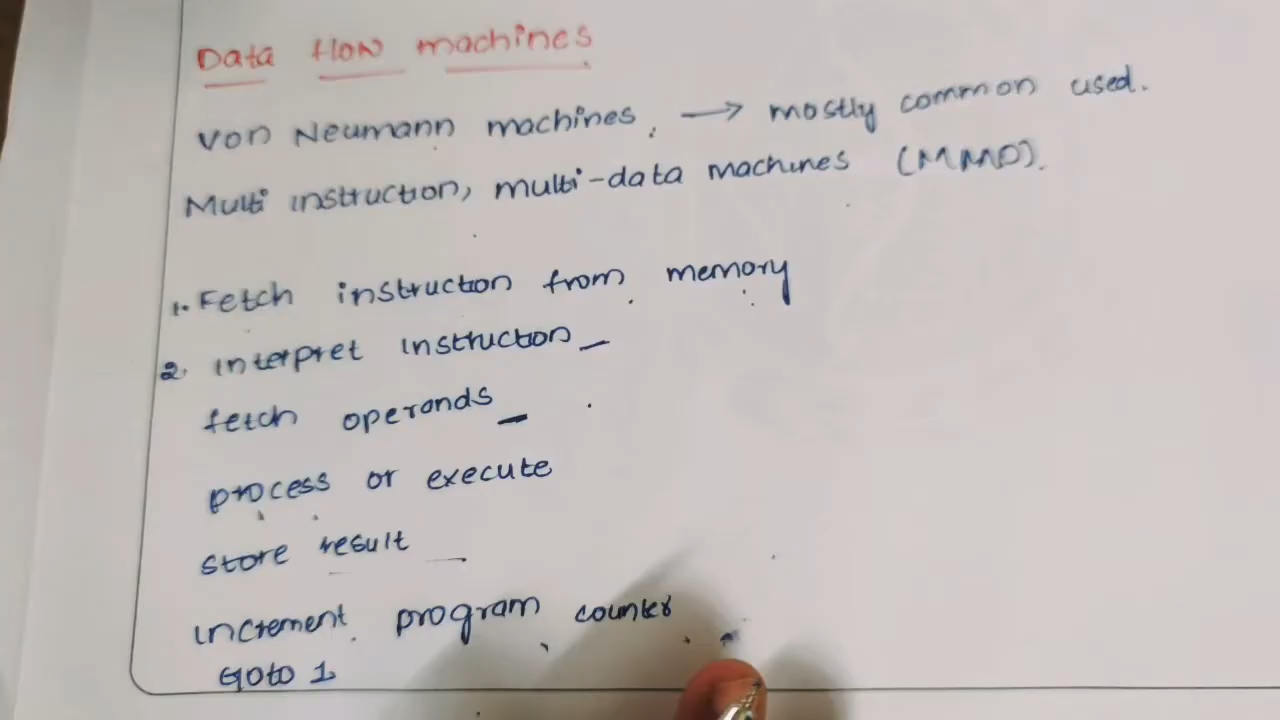 Data flow machines
Von Neumann machines. → mostly common used.
Multi instruction, multi-data machines (MMD).
1. Fetch instruction from memory
2. interpret instruction
fetch operands
process or execute
store result
increment program counter
Goto 1